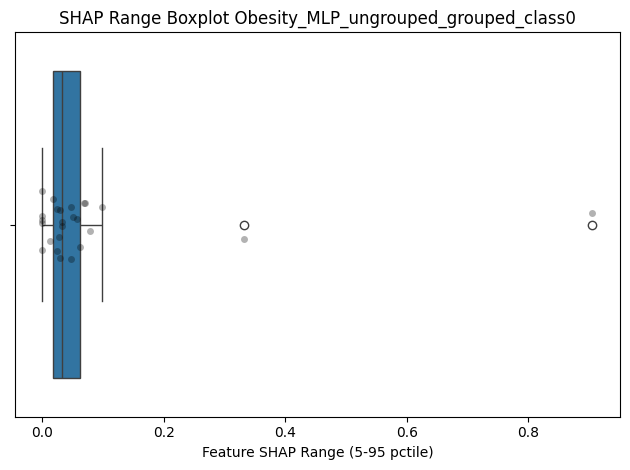 SHAP Range Boxplot Obesity_MLP_ungrouped_grouped_class0
0.0 0.2 0.4 0.6 0.8
Feature SHAP Range (5-95 pctile)